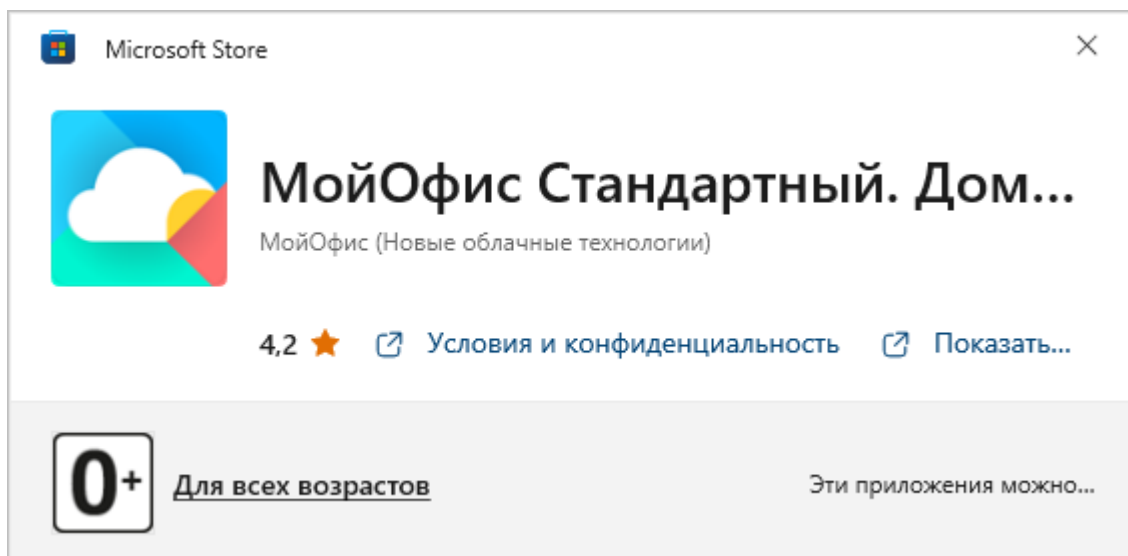 Microsoft Store
МойОфис Стандартный. Дом...
МойОфис (Новые облачные технологии)
4,2 Условия и конфиденциальность Показать...
0+ Для всех возрастов Эти приложения можно...